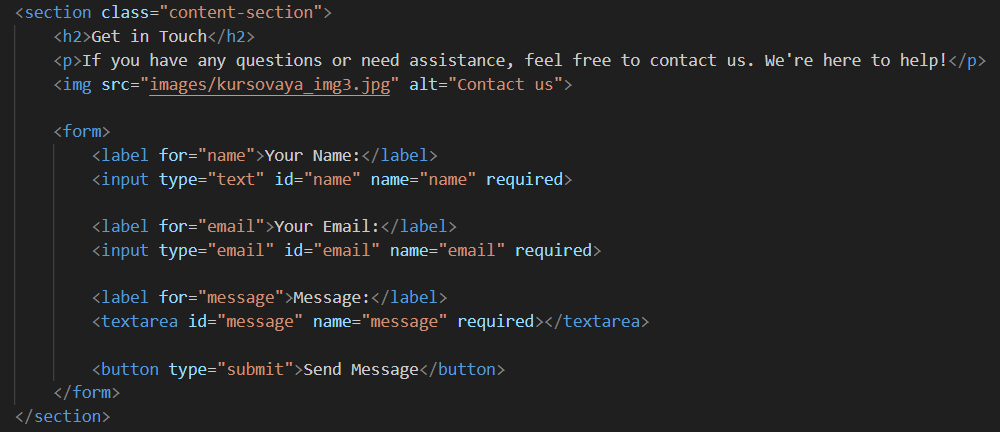 <section class="content-section">
<h2>Get in Touch</h2>
<p>If you have any questions or need assistance, feel free to contact us. We're here to help!</p>
<img src="images/kursovaya_img3.jpg" alt="Contact us">
<form>
<label for="name">Your Name:</label>
<input type="text" id="name" name="name" required>
<label for="email">Your Email:</label>
<input type="email" id="email" name="email" required>
<label for="message">Message:</label>
<textarea id="message" name="message" required></textarea>
<button type="submit">Send Message</button>
</form>
</section>